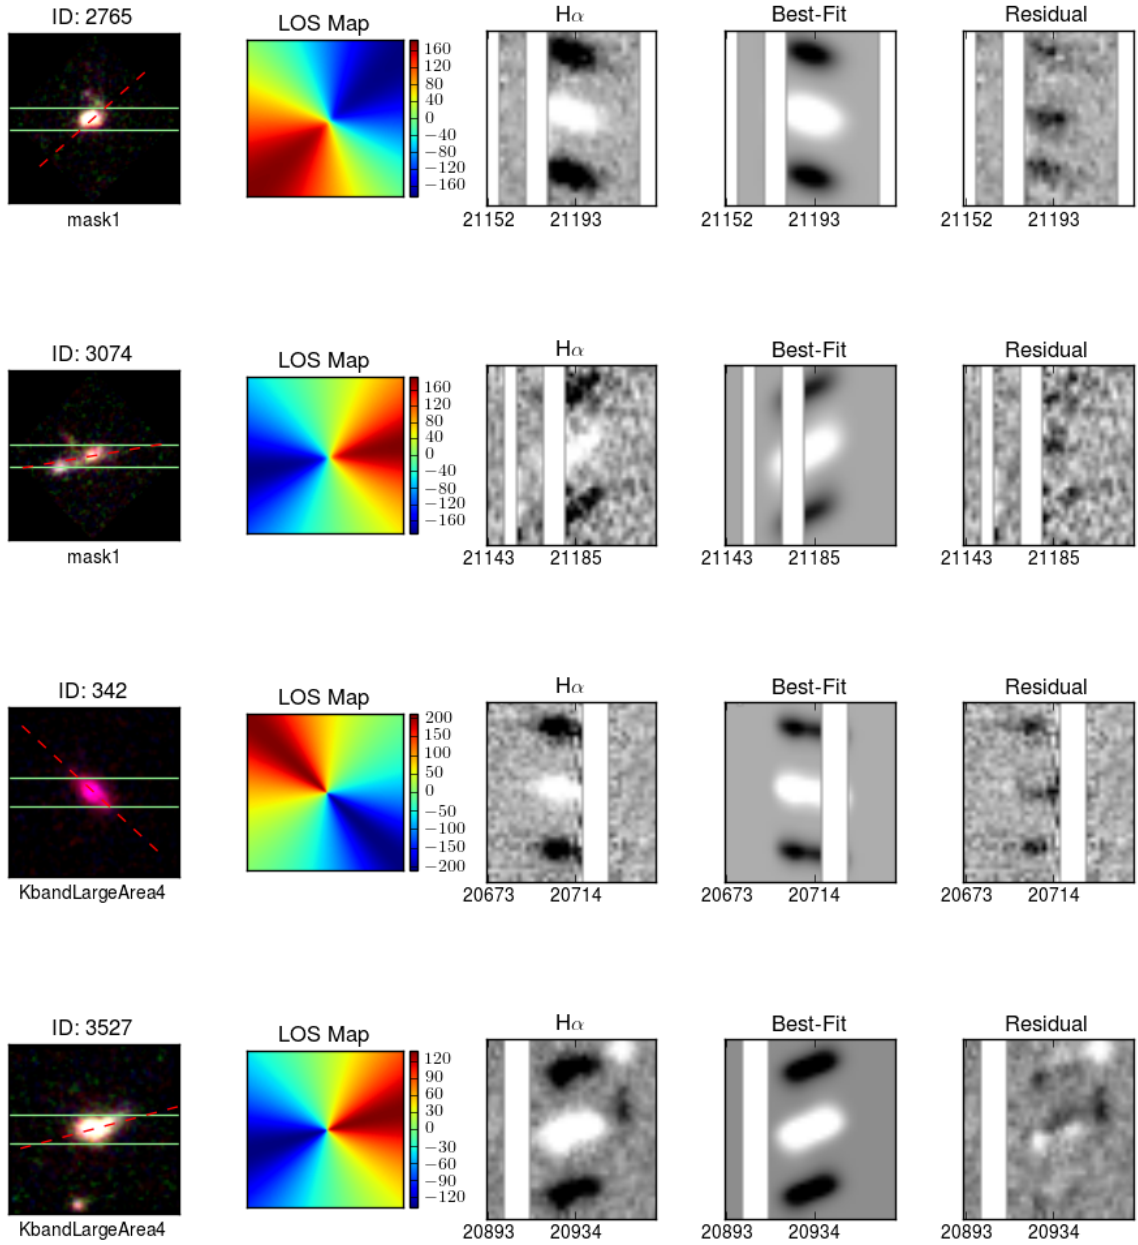 ID: 2765
LOS Map
Hα
Best-Fit
Residual
160
120
80
40
0
−40
−80
−120
−160
21152 21193
21152 21193
21152 21193
mask1
ID: 3074
LOS Map
Hα
Best-Fit
Residual
160
120
80
40
0
−40
−80
−120
−160
21143 21185
21143 21185
21143 21185
mask1
ID: 342
LOS Map
Hα
Best-Fit
Residual
200
150
100
50
0
−50
−100
−150
−200
20673 20714
20673 20714
20673 20714
KbandLargeArea4
ID: 3527
LOS Map
Hα
Best-Fit
Residual
120
90
60
30
0
−30
−60
−90
−120
20893 20934
20893 20934
20893 20934
KbandLargeArea4